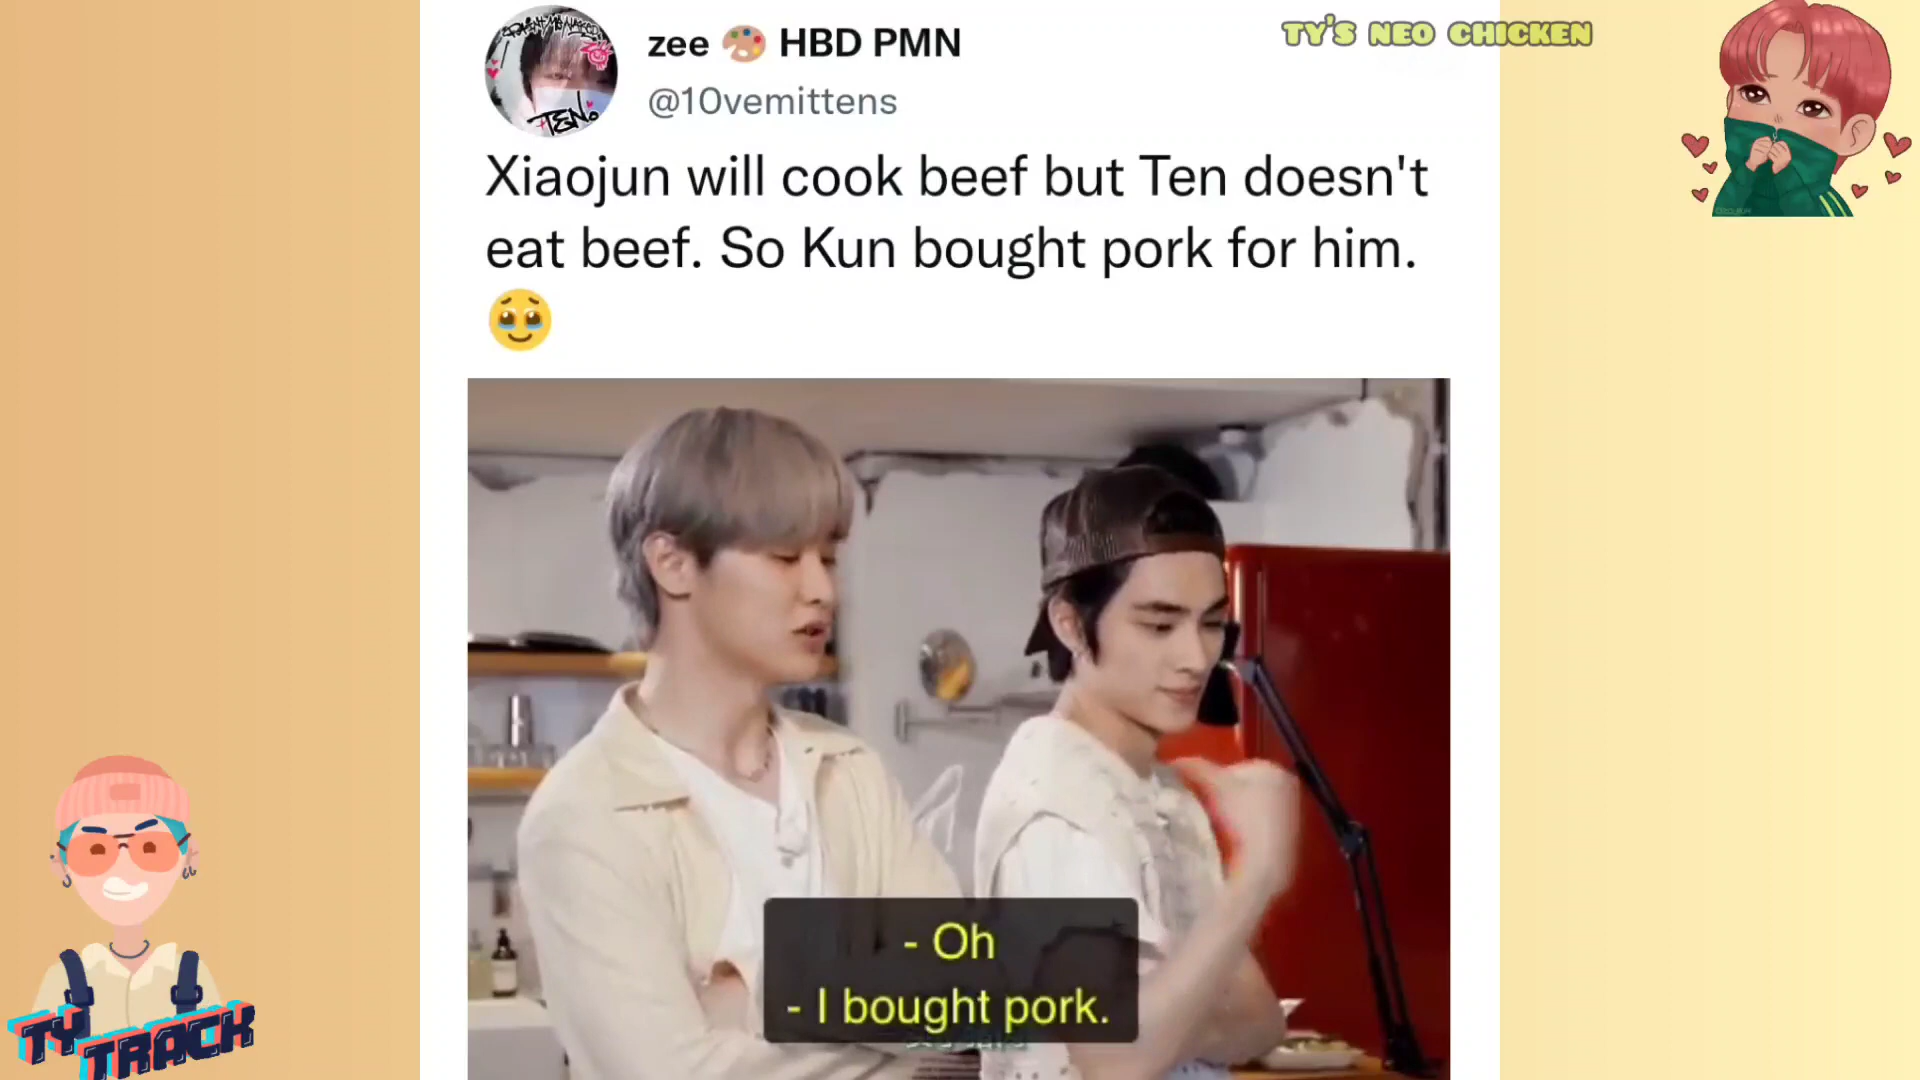 zee 🎨 HBD PMN
TY'S NEO CHICKEN
@10vemittens
Xiaojun will cook beef but Ten doesn't
eat beef. So Kun bought pork for him.
🥹
TEN
- Oh
- I bought pork.
TY
TRACK